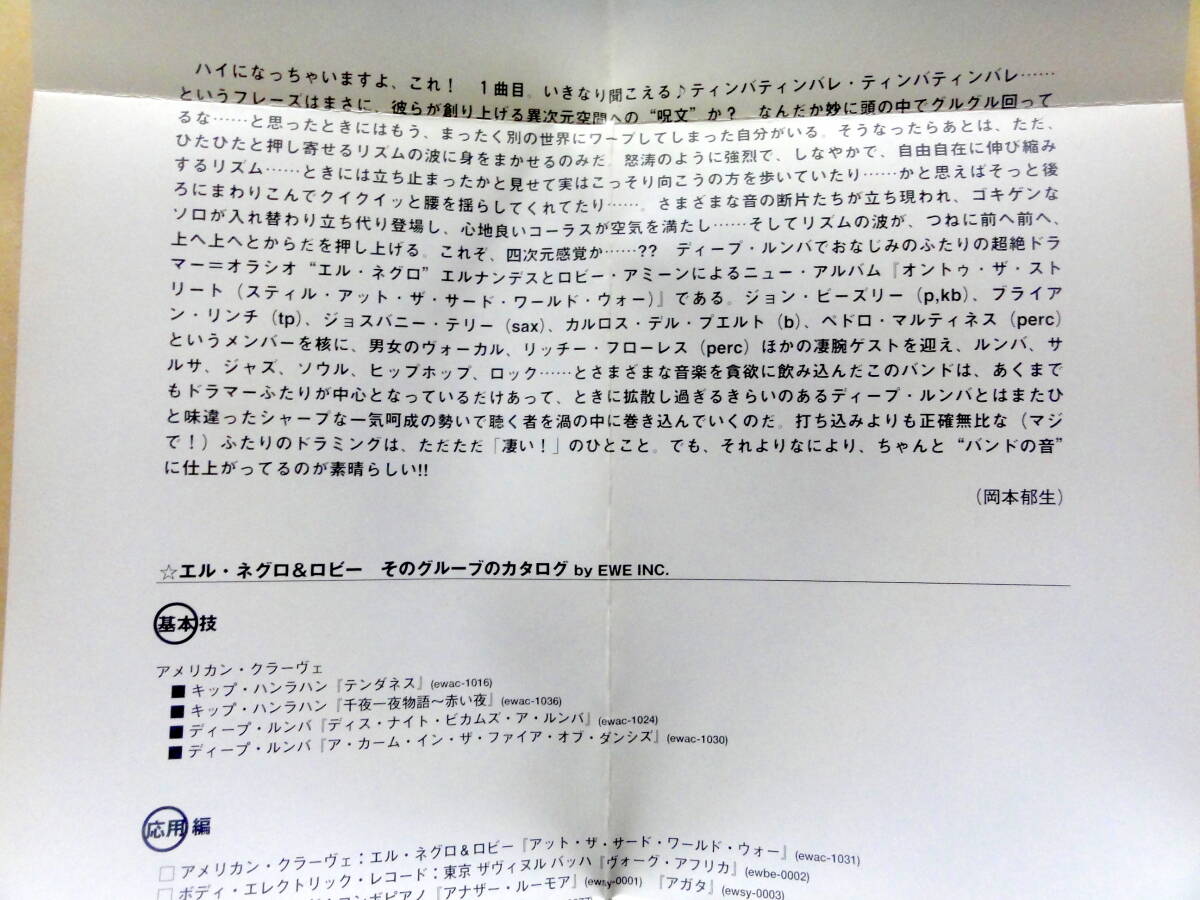 ハイになっちゃいますよ、これ! 1曲目。いきなり聞こえる♪ティンバティンバレ・ティンバティンバレ……
というフレーズはまさに、彼らが創り上げる異次元空間への“呪文”か? なんだか妙に頭の中でグルグル回って
るな……と思ったときにはもう、まったく別の世界にワープしてしまった自分がいる。そうなったらあとは、ただ、
ひたひたと押し寄せるリズムの波に身をまかせるのみだ。怒涛のように強烈で、しなやかで、自由自在に伸び縮み
するリズム……ときには立ち止まったかと見せて実はこっそり向こうの方を歩いていたり……かと思えばそっと後
ろにまわりこんでクイクイッと腰を揺らしてくれてたり……。さまざまな音の断片たちが立ち現われ、ゴキゲンな
ソロが入れ替わり立ち代り登場し、心地良いコーラスが空気を満たし……そしてリズムの波が、つねに前へ前へ、
上へ上へとからだを押し上げる。これぞ、四次元感覚か……?? ディープ・ルンバでおなじみのふたりの超絶ドラ
マー=オラシオ“エル・ネグロ”エルナンデスとロビー・アミーンによるニュー・アルバム『オントゥ・ザ・スト
リート(スティル・アット・ザ・サード・ワールド・ウォー)』である。ジョン・ビーズリー(p,kb)、ブライア
ン・リンチ(tp)、ジョスバニー・テリー(sax)、カルロス・デル・プエルト(b)、ペドロ・マルティネス(perc)
というメンバーを核に、男女のヴォーカル、リッチー・フローレス(perc)ほかの凄腕ゲストを迎え、ルンバ、サ
ルサ、ジャズ、ソウル、ヒップホップ、ロック……とさまざまな音楽を貪欲に飲み込んだこのバンドは、あくまで
もドラマーふたりが中心となっているだけあって、ときに拡散し過ぎるきらいのあるディープ・ルンバとはまたひ
と味違ったシャープな一気呵成の勢いで聴く者を渦の中に巻き込んでいくのだ。打ち込みよりも正確無比な(マジ
で!)ふたりのドラミングは、ただただ「凄い!」のひとこと。でも、それよりなにより、ちゃんと“バンドの音”
に仕上がってるのが素晴らしい!!
(岡本郁生)
☆エル・ネグロ&ロビー そのグルーブのカタログ by EWE INC.
基本技
アメリカン・クラーヴェ
■ キップ・ハンラハン『テンダネス』(ewac-1016)
■ キップ・ハンラハン『千夜一夜物語〜赤い夜』(ewac-1036)
■ ディープ・ルンバ『ディス・ナイト・ビカムズ・ア・ルンバ』(ewac-1024)
■ ディープ・ルンバ『ア・カーム・イン・ザ・ファイア・オブ・ダンシズ』(ewac-1030)
応用編
□ アメリカン・クラーヴェ:エル・ネグロ&ロビー『アット・ザ・サード・ワールド・ウォー』(ewac-1031)
□ ボディ・エレクトリック・レコード:東京 ザヴィヌル バッハ『ヴォーグ・アフリカ』(ewbe-0002)
『アナザー・ルーモア』(ewsy-0001) 『アガタ』(ewsy-0003)